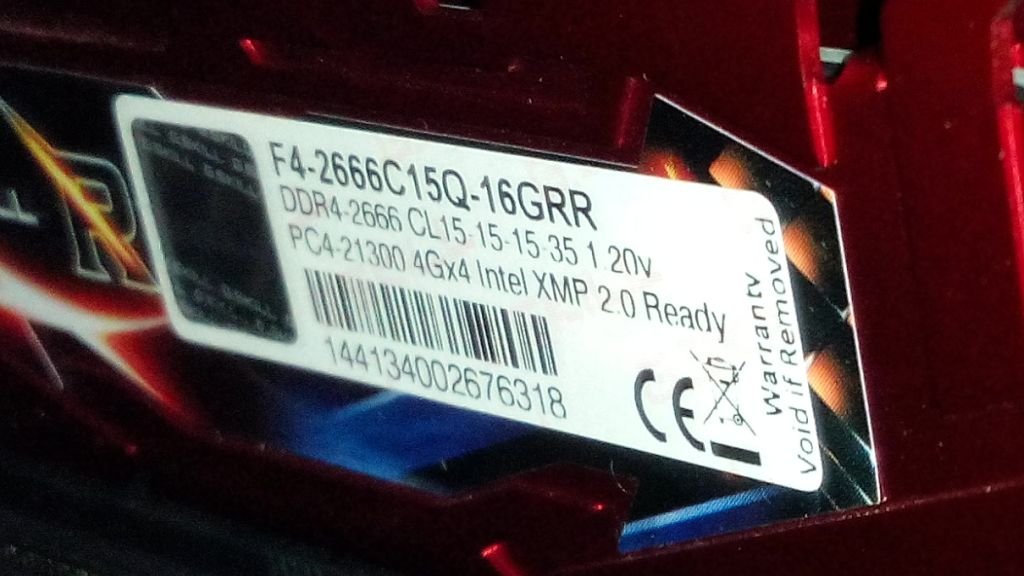 F4-2666C15Q-16GRR
DDR4-2666 CL15-15-15-35 1.20v
PC4-21300 4Gx4 Intel XMP 2.0 Ready
144134002676318
CE
Warranty
Void if Removed
R